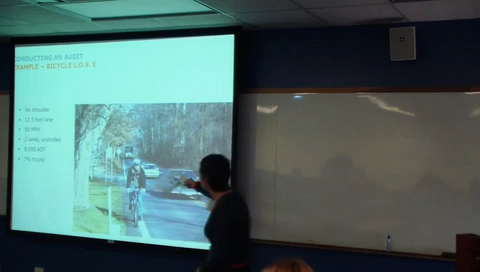 CONDUCTING AN AUDIT
EXAMPLE – BICYCLE L.O.S. E
No shoulder
12.5 foot lane
50 MPH
2 lanes, undivided
8,000 ADT
7% trucks